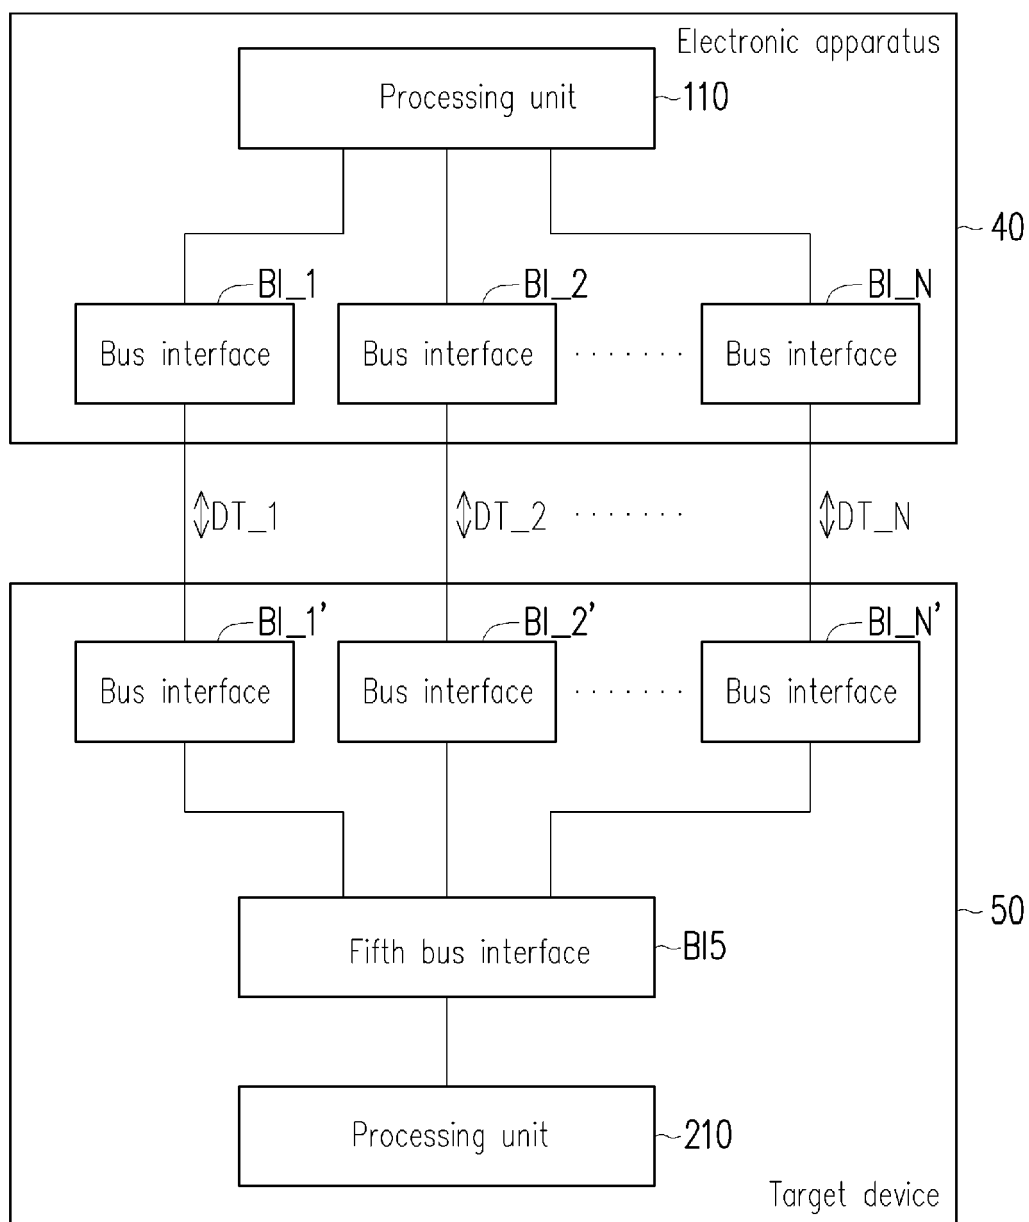 Electronic apparatus
Processing unit
110
40
BI_1
BI_2
BI_N
Bus interface
Bus interface
.......
Bus interface
DT_1
DT_2
.......
DT_N
BI_1'
BI_2'
BI_N'
Bus interface
Bus interface
.......
Bus interface
50
Fifth bus interface
BI5
Processing unit
210
Target device